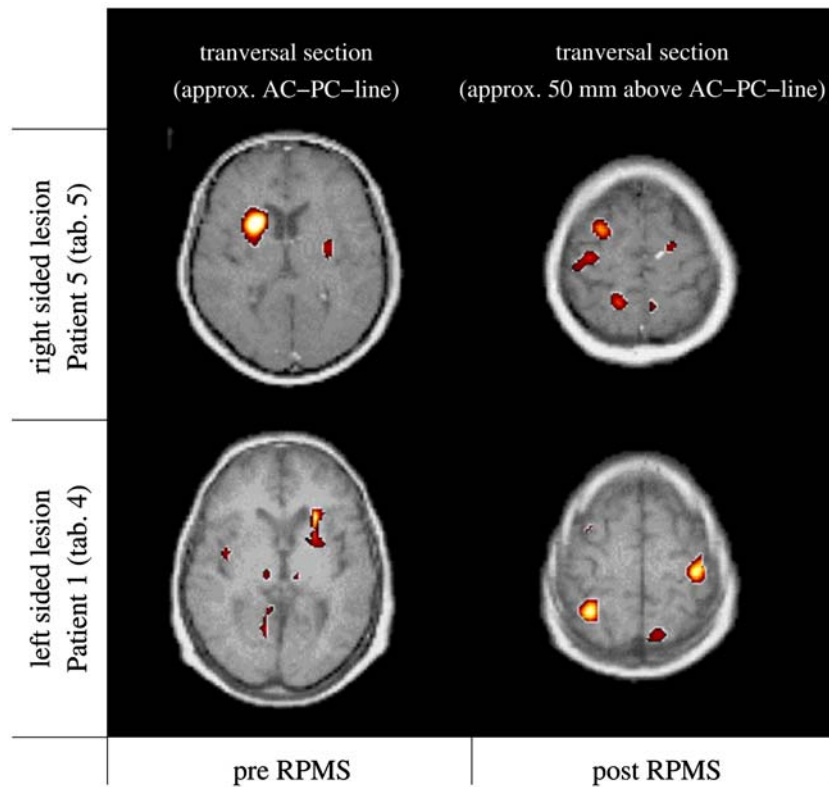 tranversal section
(approx. AC−PC−line)
tranversal section
(approx. 50 mm above AC−PC−line)
right sided lesion
Patient 5 (tab. 5)
left sided lesion
Patient 1 (tab. 4)
pre RPMS
post RPMS